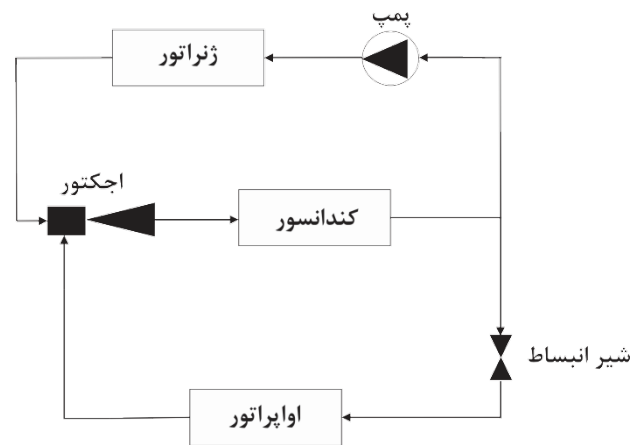 پمپ
ژنراتور
اجکتور
کندانسور
شیر انبساط
اواپراتور